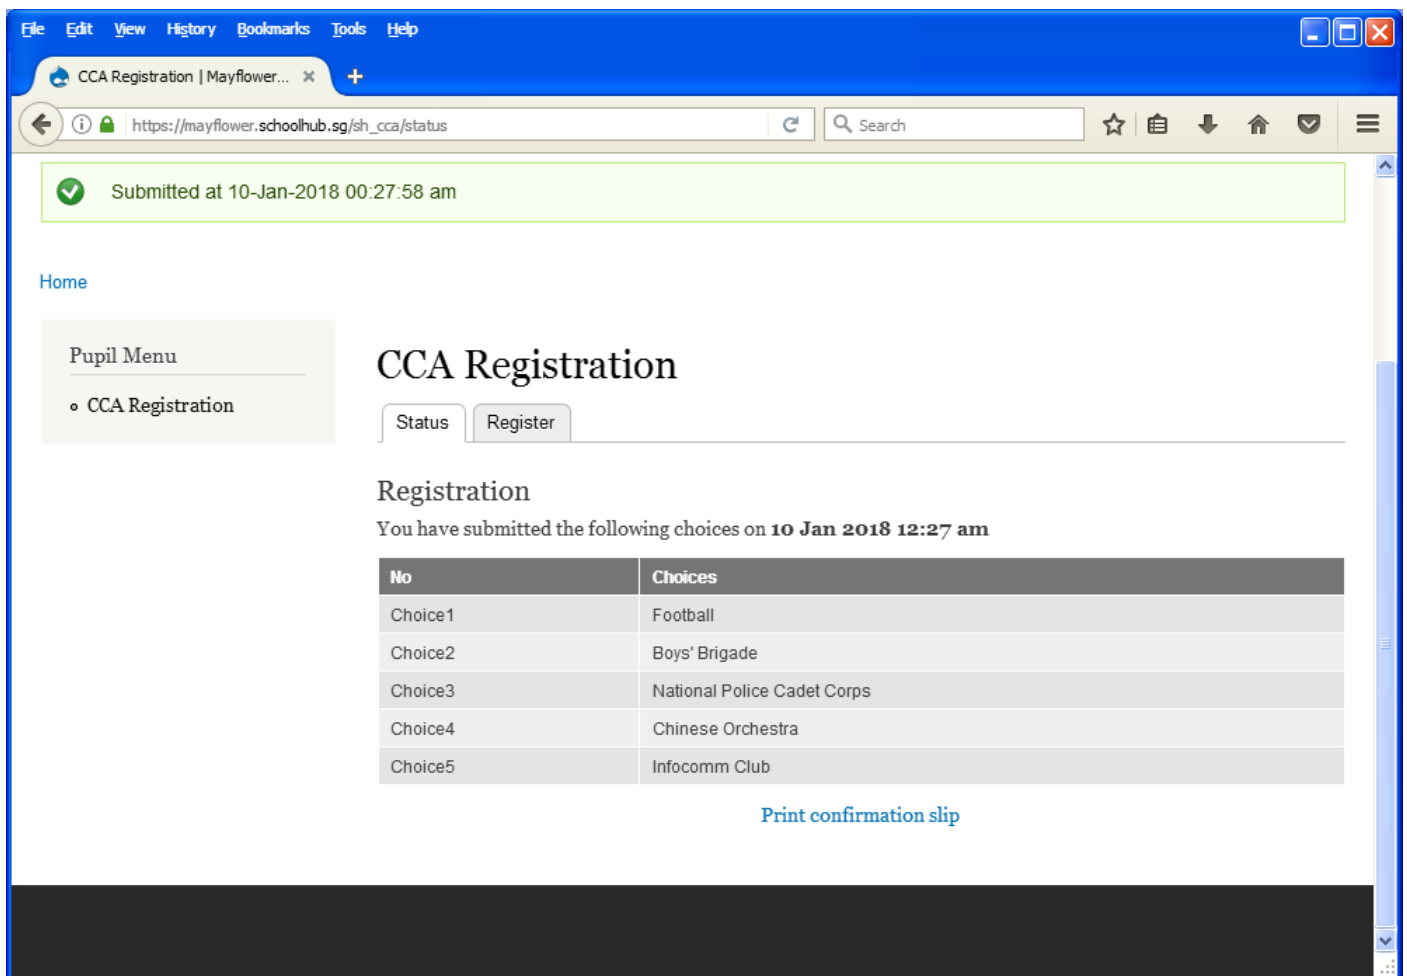 File Edit View History Bookmarks Tools Help
CCA Registration | Mayflower...
https://mayflower.schoolhub.sg/sh_cca/status
Search
Submitted at 10-Jan-2018 00:27:58 am
Home
Pupil Menu
CCA Registration
CCA Registration
Status Register
Registration
You have submitted the following choices on 10 Jan 2018 12:27 am
No Choices
Choice1 Football
Choice2 Boys' Brigade
Choice3 National Police Cadet Corps
Choice4 Chinese Orchestra
Choice5 Infocomm Club
Print confirmation slip